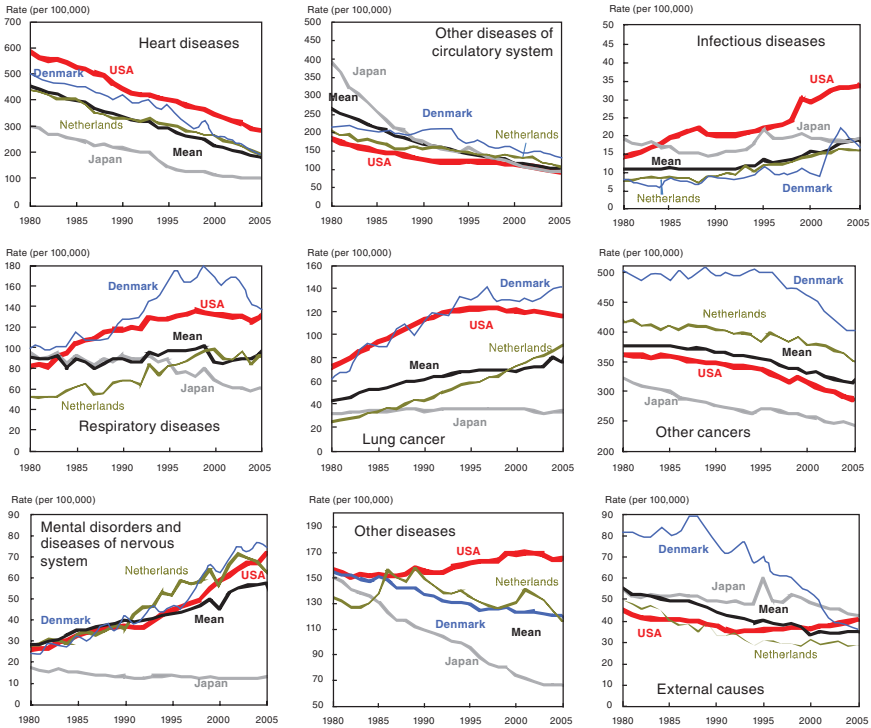 Rate (per 100,000)
700
600
500
400
300
200
100
0
1980 1985 1990 1995 2000 2005
Heart diseases
Denmark
USA
Netherlands
Japan
Mean
Rate (per 100,000)
500
450
400
350
300
250
200
150
100
50
0
1980 1985 1990 1995 2000 2005
Other diseases of
circulatory system
Japan
Mean
Denmark
Netherlands
USA
Rate (per 100,000)
50
45
40
35
30
25
20
15
10
5
0
1980 1985 1990 1995 2000 2005
Infectious diseases
USA
Japan
Mean
Denmark
Netherlands
Rate (per 100,000)
180
160
140
120
100
80
60
40
20
0
1980 1985 1990 1995 2000 2005
Denmark
USA
Mean
Japan
Netherlands
Respiratory diseases
Rate (per 100,000)
160
140
120
100
80
60
40
20
0
1980 1985 1990 1995 2000 2005
Denmark
USA
Netherlands
Mean
Japan
Lung cancer
Rate (per 100,000)
500
450
400
350
300
250
200
1980 1985 1990 1995 2000 2005
Denmark
Netherlands
Mean
USA
Japan
Other cancers
Rate (per 100,000)
90
80
70
60
50
40
30
20
10
0
1980 1985 1990 1995 2000 2005
Mental disorders and
diseases of nervous
system
Netherlands
USA
Denmark
Mean
Japan
Rate (per 100,000)
190
170
150
130
110
90
70
50
1980 1985 1990 1995 2000 2005
Other diseases
USA
Netherlands
Denmark
Mean
Japan
Rate (per 100,000)
90
80
70
60
50
40
30
20
10
0
1980 1985 1990 1995 2000 2005
Denmark
Japan
Mean
USA
Netherlands
External causes